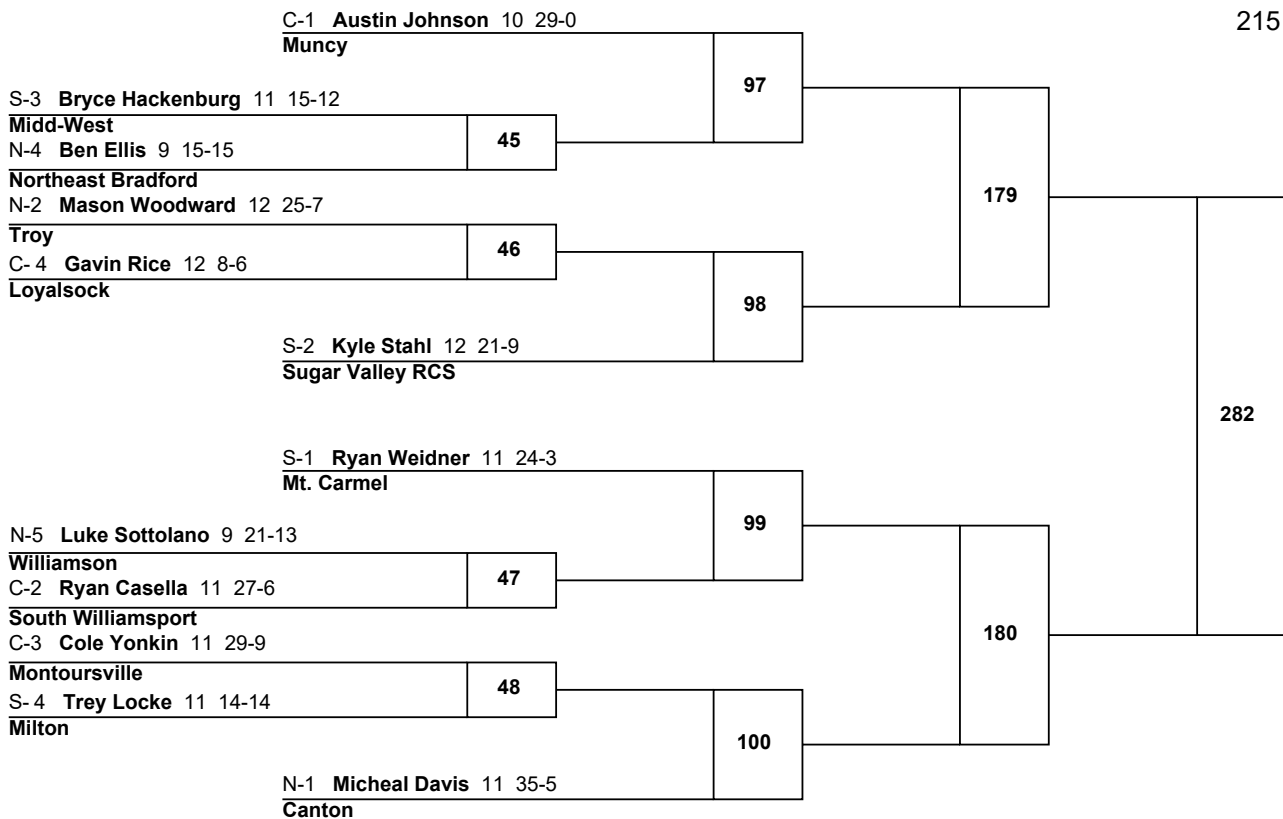 215
C-1 Austin Johnson 10 29-0
Muncy
97
S-3 Bryce Hackenburg 11 15-12
Midd-West
45
N-4 Ben Ellis 9 15-15
Northeast Bradford
179
N-2 Mason Woodward 12 25-7
Troy
46
C- 4 Gavin Rice 12 8-6
Loyalsock
98
S-2 Kyle Stahl 12 21-9
Sugar Valley RCS
282
S-1 Ryan Weidner 11 24-3
Mt. Carmel
99
N-5 Luke Sottolano 9 21-13
Williamson
47
C-2 Ryan Casella 11 27-6
South Williamsport
180
C-3 Cole Yonkin 11 29-9
Montoursville
48
S- 4 Trey Locke 11 14-14
Milton
100
N-1 Micheal Davis 11 35-5
Canton